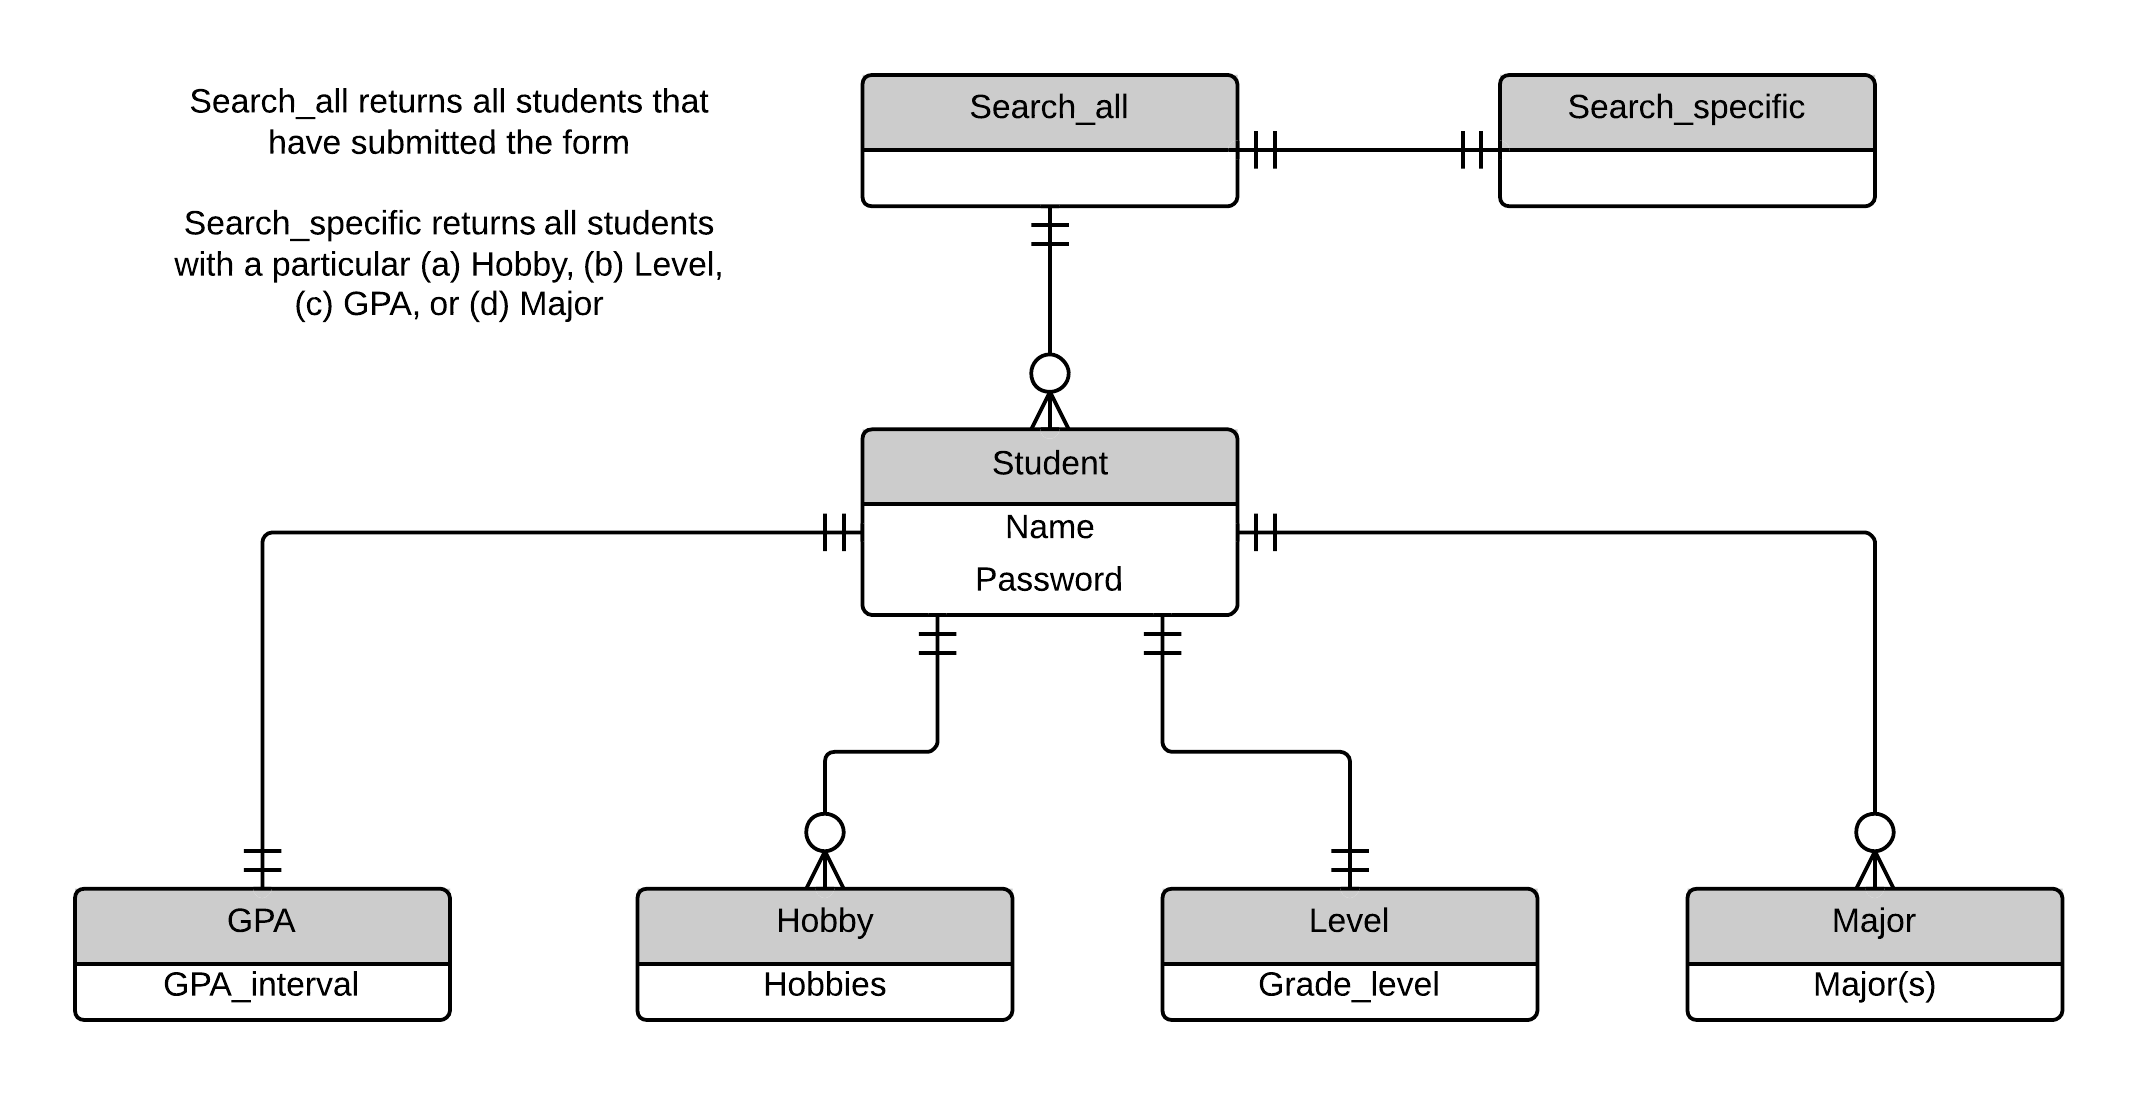 Search_all returns all students that
have submitted the form
Search_specific returns all students
with a particular (a) Hobby, (b) Level,
(c) GPA, or (d) Major
Search_all
Search_specific
Student
Name
Password
GPA
GPA_interval
Hobby
Hobbies
Level
Grade_level
Major
Major(s)